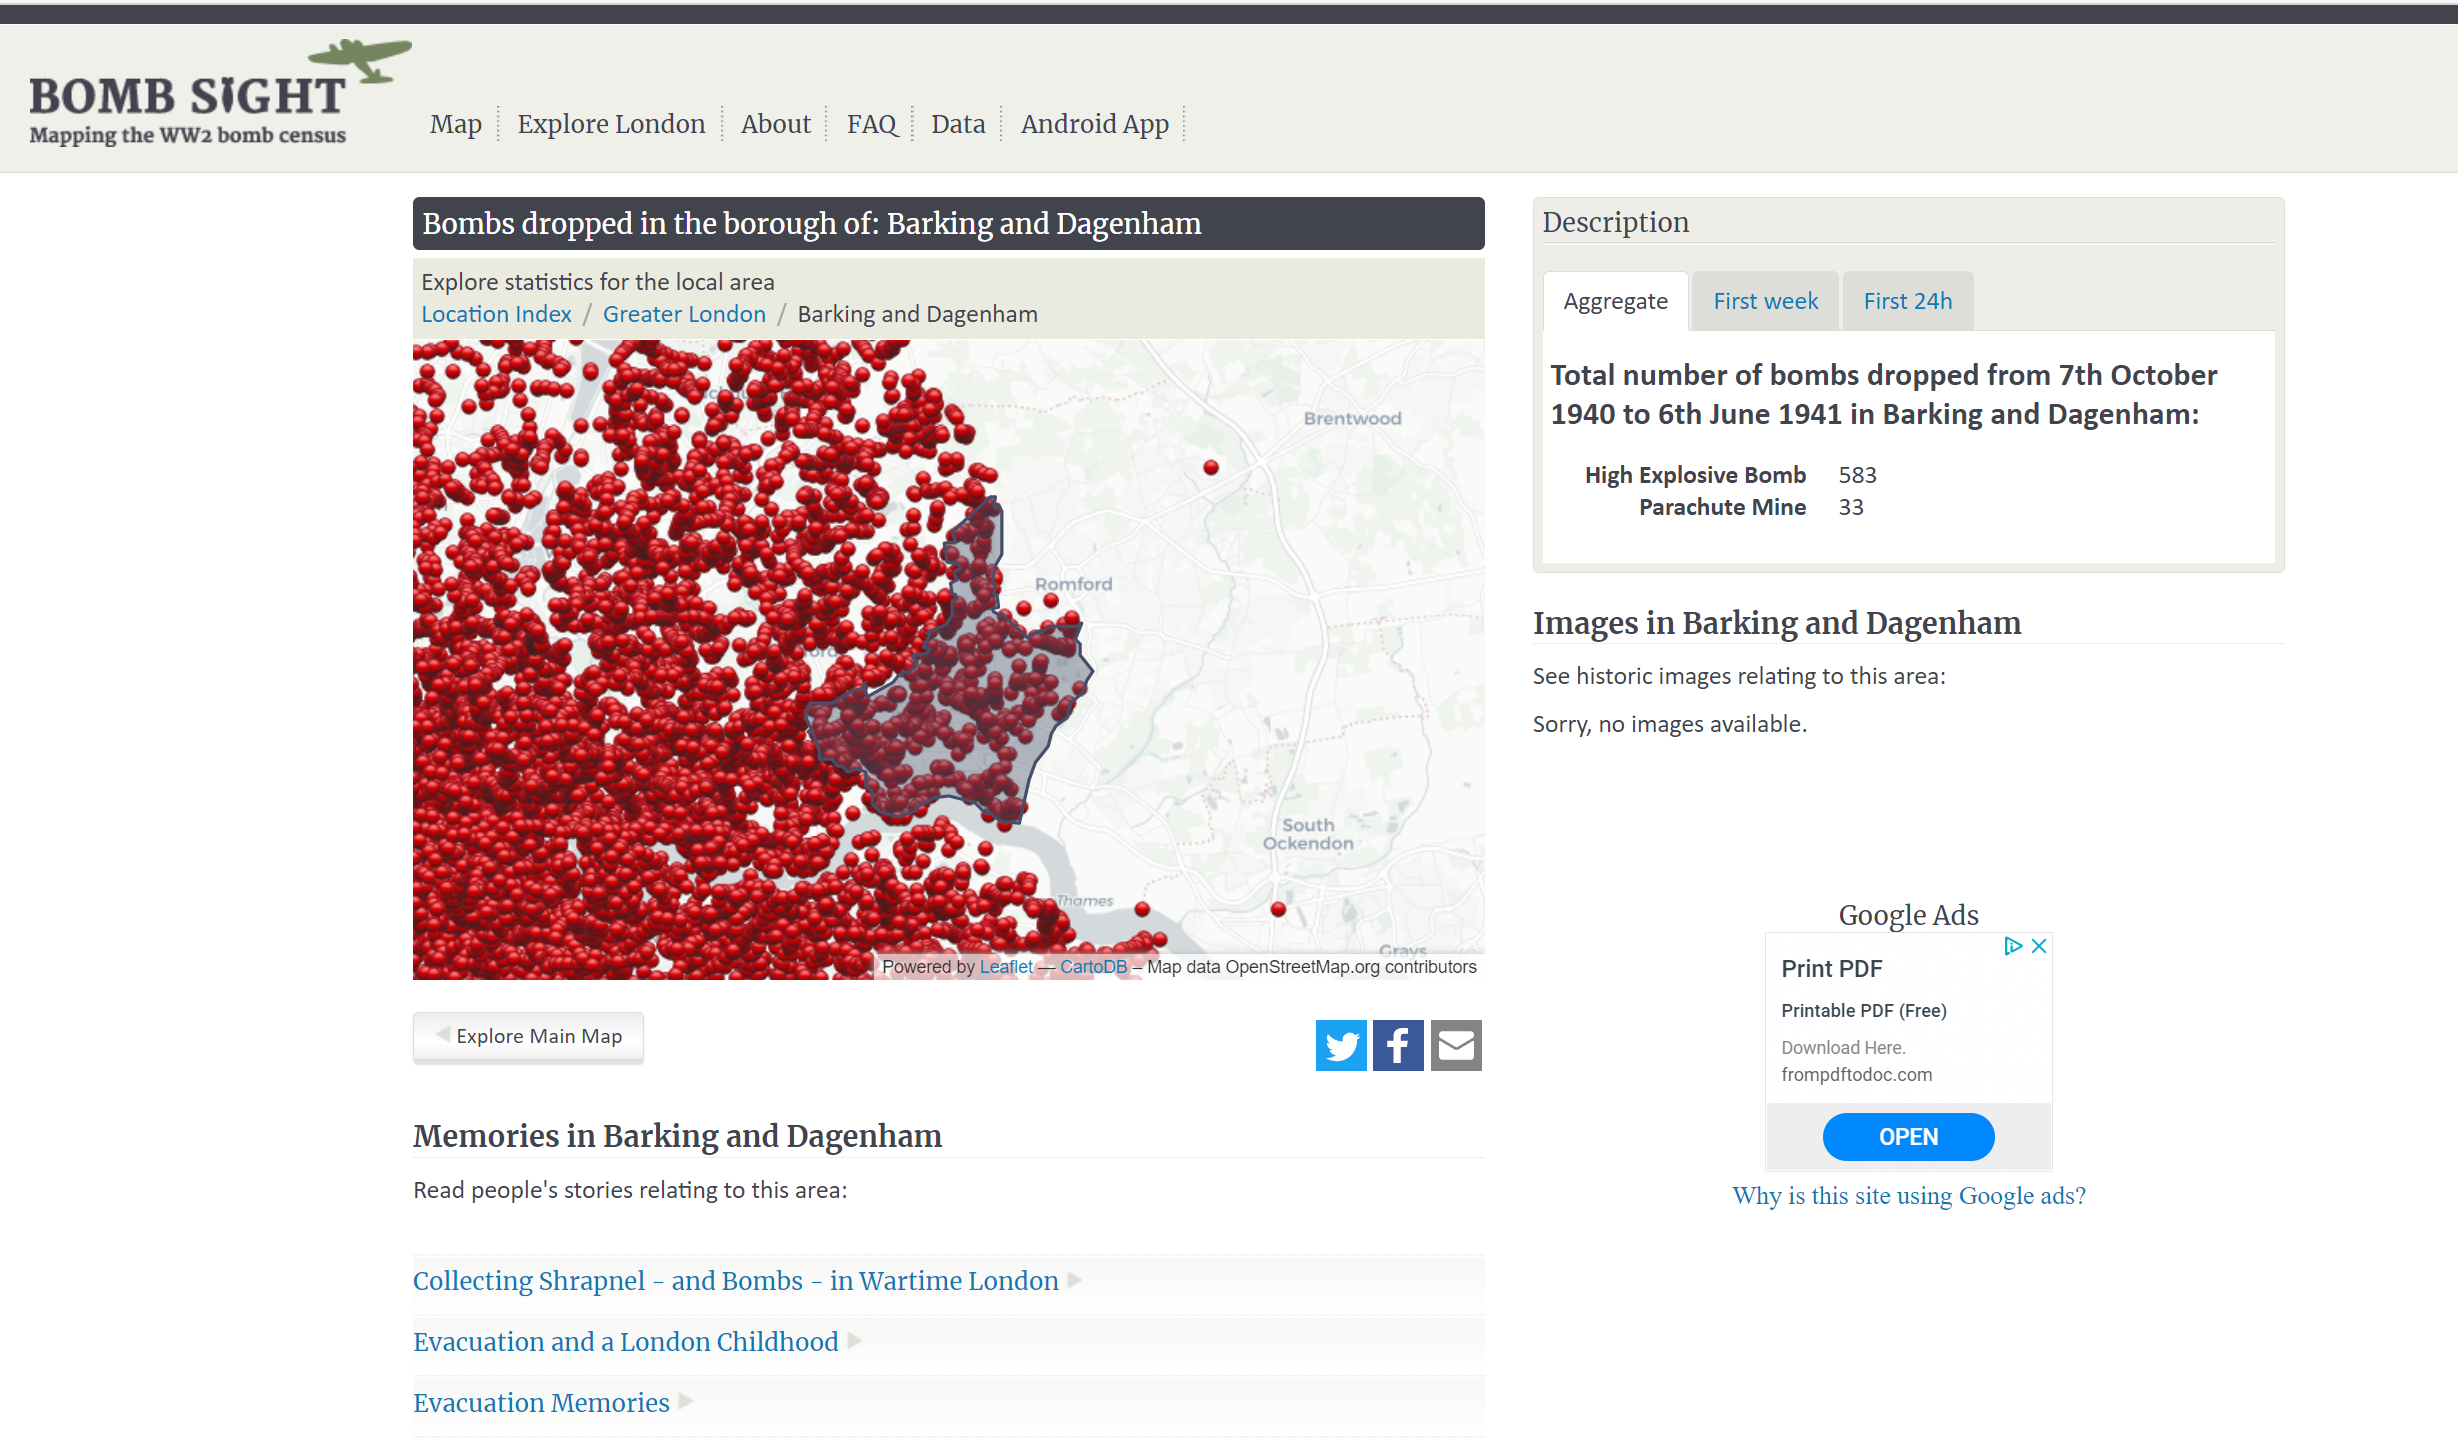 BOMB SIGHT
Mapping the WW2 bomb census
Map
Explore London
About
FAQ
Data
Android App
Bombs dropped in the borough of: Barking and Dagenham
Explore statistics for the local area
Location Index / Greater London / Barking and Dagenham
Brentwood
Romford
South
Ockendon
Thames
Grays
Powered by Leaflet — CartoDB – Map data OpenStreetMap.org contributors
Explore Main Map
Memories in Barking and Dagenham
Read people's stories relating to this area:
Collecting Shrapnel - and Bombs - in Wartime London
Evacuation and a London Childhood
Evacuation Memories
Description
Aggregate
First week
First 24h
Total number of bombs dropped from 7th October
1940 to 6th June 1941 in Barking and Dagenham:
High Explosive Bomb 583
Parachute Mine 33
Images in Barking and Dagenham
See historic images relating to this area:
Sorry, no images available.
Google Ads
Print PDF
Printable PDF (Free)
Download Here.
frompdftodoc.com
OPEN
Why is this site using Google ads?